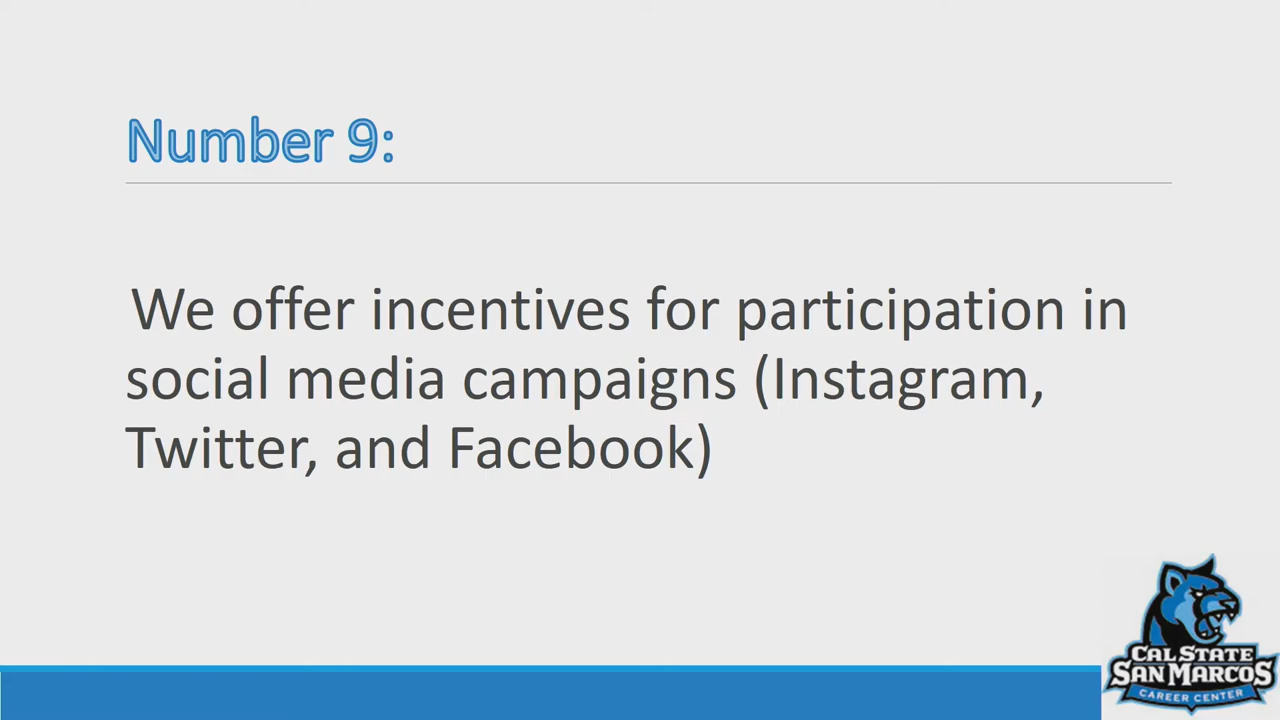 Number 9:
We offer incentives for participation in
social media campaigns (Instagram,
Twitter, and Facebook)
CAL STATE
SAN MARCOS
CAREER CENTER